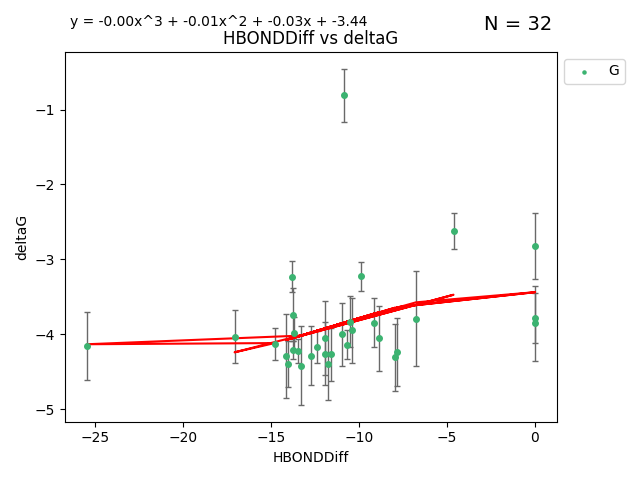 y = -0.00x^3 + -0.01x^2 + -0.03x + -3.44
N = 32
HBONDDiff vs deltaG
G
−1
−2
−3
−4
−5
deltaG
−25
−20
−15
−10
−5
0
HBONDDiff